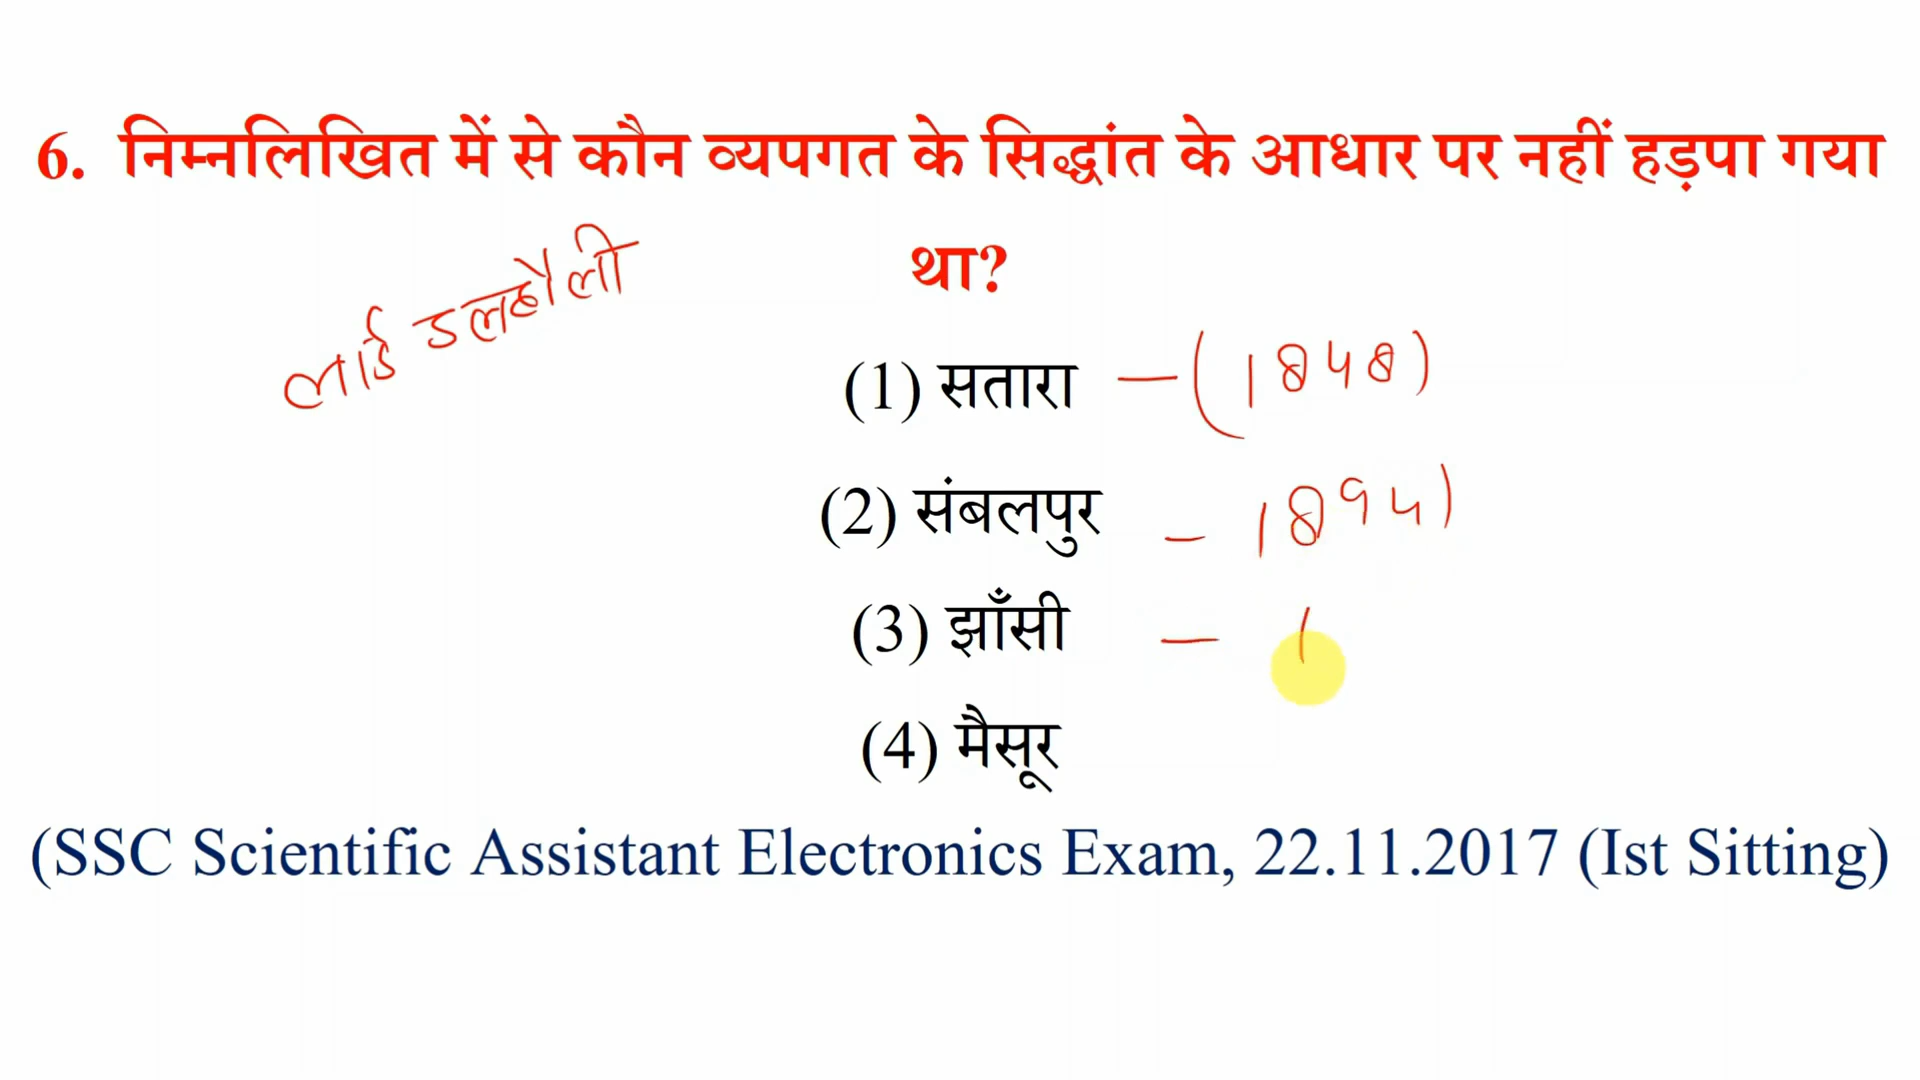 6. निम्नलिखित में से कौन व्यपगत के सिद्धांत के आधार पर नहीं हड़पा गया
था?
लार्ड डलहौली
(1) सतारा – (1848)
(2) संबलपुर – 1894)
(3) झाँसी – 1
(4) मैसूर
(SSC Scientific Assistant Electronics Exam, 22.11.2017 (Ist Sitting)